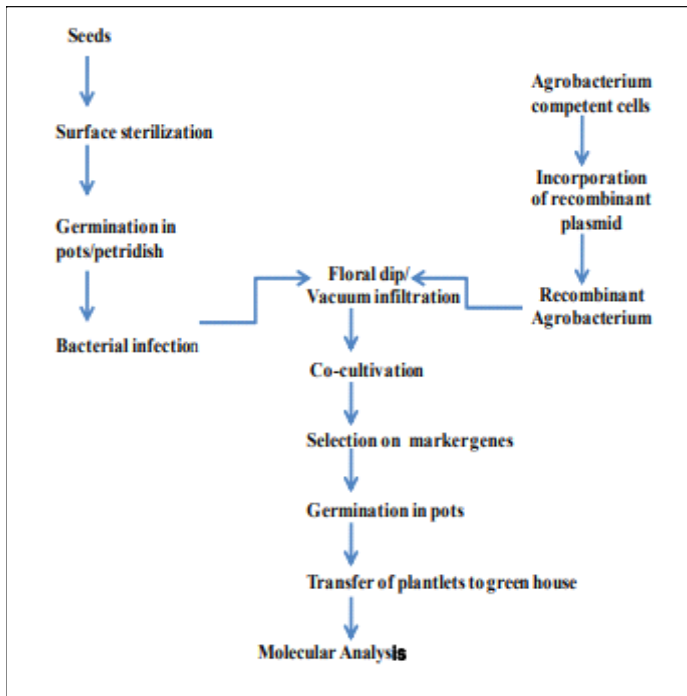 Seeds
Surface sterilization
Germination in
pots/petridish
Bacterial infection
Agrobacterium
competent cells
Incorporation
of recombinant
plasmid
Recombinant
Agrobacterium
Floral dip/
Vacuum infiltration
Co-cultivation
Selection on markergenes
Germination in pots
Transfer of plantlets to green house
Molecular Analysis